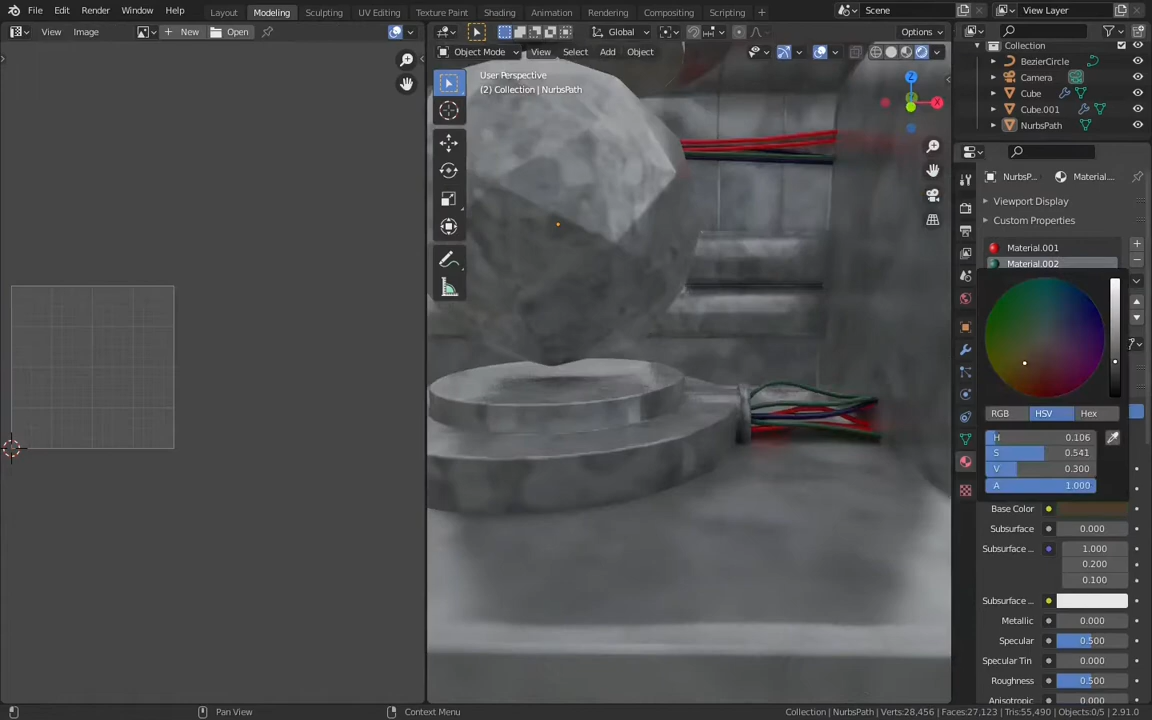 File Edit Render Window Help Layout Modeling Sculpting UV Editing Texture Paint Shading Animation Rendering Compositing Scripting + Scene View Layer
View Image New Open Global Options
Object Mode View Select Add Object
User Perspective
(2) Collection | NurbsPath
Collection
BezierCircle
Camera
Cube
Cube.001
NurbsPath
NurbsP... Material....
Viewport Display
Custom Properties
Material.001
Material.002
RGB HSV Hex
H 0.106
S 0.541
V 0.300
A 1.000
Base Color
Subsurface 0.000
Subsurface .. 1.000
0.200
0.100
Subsurface ..
Metallic 0.000
Specular 0.500
Specular Tin 0.000
Roughness 0.500
Anisotropic 0.000
Pan View Context Menu Collection | NurbsPath | Verts:28,456 | Faces:27,123 | Tris:55,490 | Objects:0/5 | 2.91.0